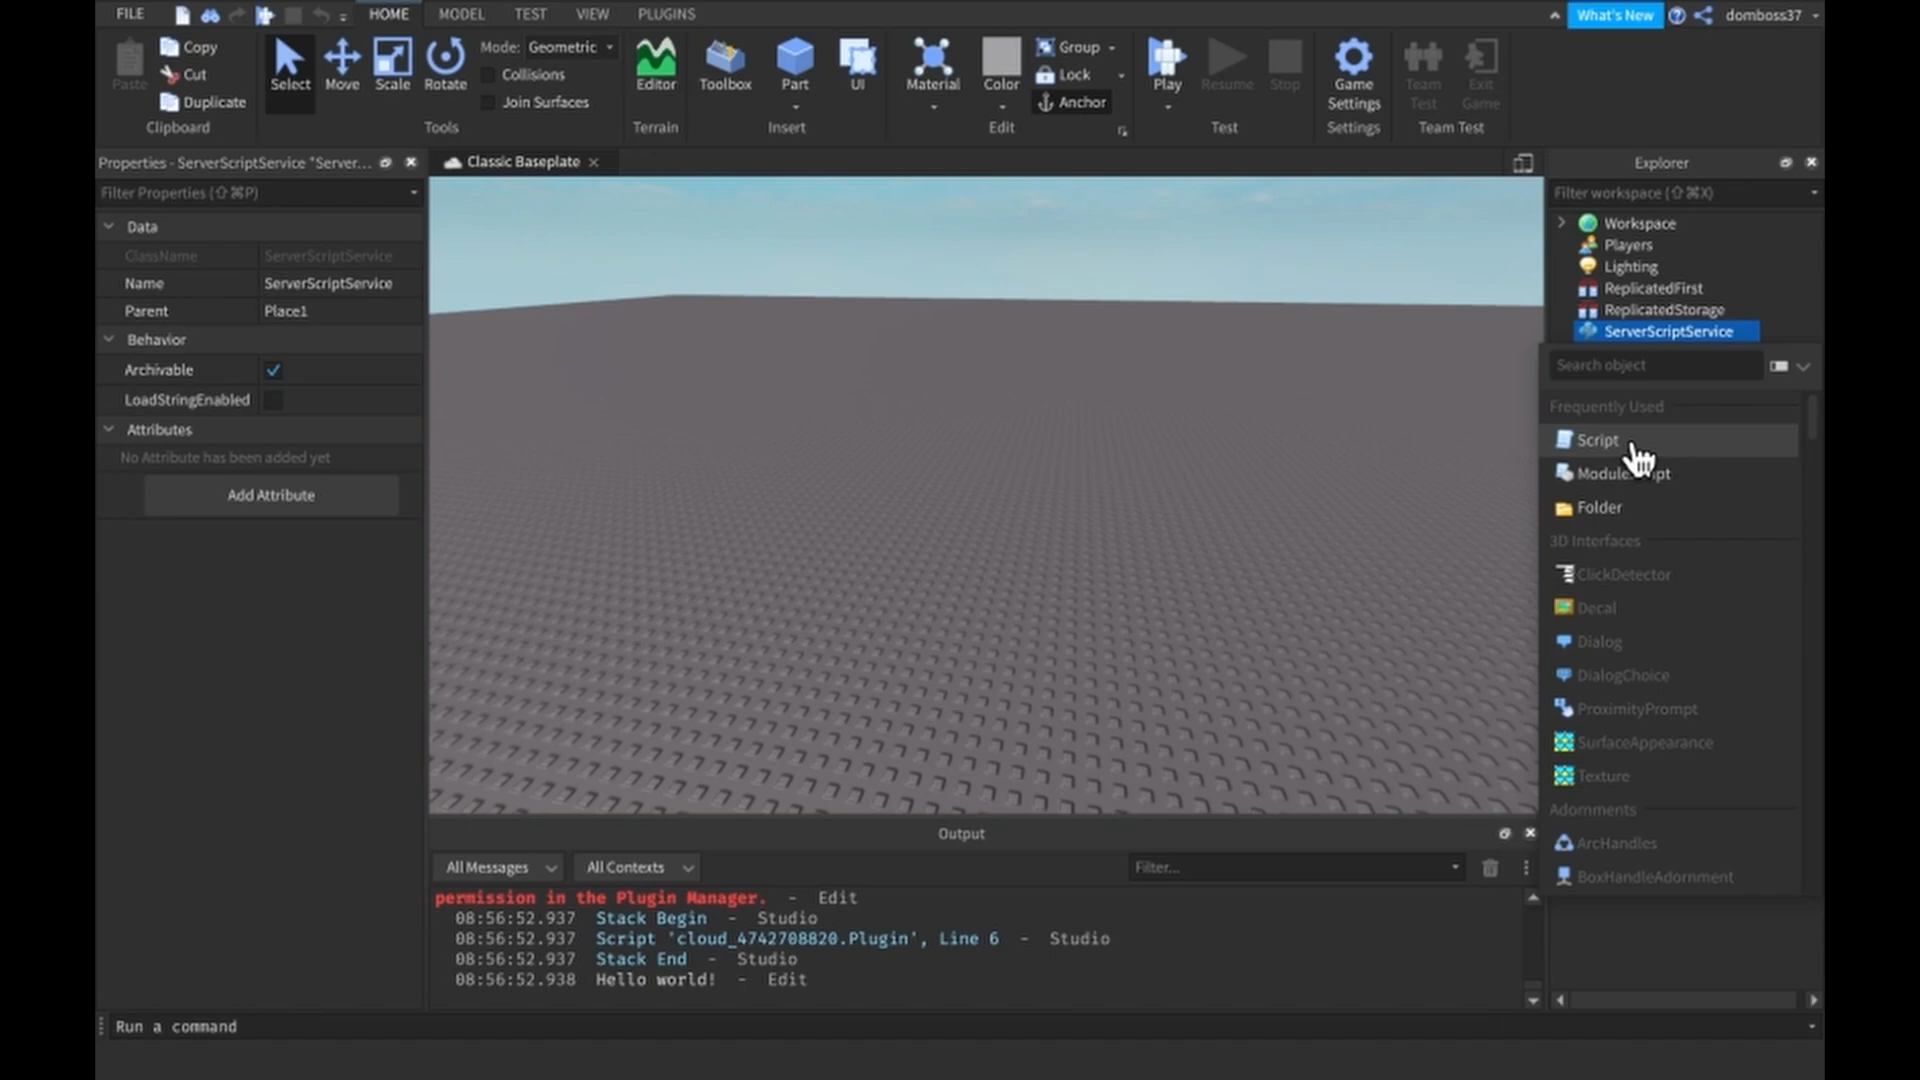 FILE HOME MODEL TEST VIEW PLUGINS What's New domboss37
Paste Copy Cut Duplicate Clipboard
Select Move Scale Rotate Mode: Geometric Collisions Join Surfaces Tools
Editor Terrain
Toolbox Part UI Insert
Material Color Group Lock Anchor Edit
Play Resume Stop Test
Game Settings Settings
Team Test Exit Game Team Test
Properties - ServerScriptService "Server...
Filter Properties (⇧⌘P)
Data
ClassName ServerScriptService
Name ServerScriptService
Parent Place1
Behavior
Archivable
LoadStringEnabled
Attributes
No Attribute has been added yet
Add Attribute
Classic Baseplate
Explorer
Filter workspace (⇧⌘X)
Workspace
Players
Lighting
ReplicatedFirst
ReplicatedStorage
ServerScriptService
Search object
Frequently Used
Script
Folder
3D Interfaces
ClickDetector
Decal
Dialog
DialogChoice
ProximityPrompt
SurfaceAppearance
Texture
Adornments
ArcHandles
BoxHandleAdornment
Output
All Messages All Contexts Filter...
permission in the Plugin Manager. - Edit
08:56:52.937 Stack Begin - Studio
08:56:52.937 Script 'cloud_4742708820.Plugin', Line 6 - Studio
08:56:52.937 Stack End - Studio
08:56:52.938 Hello world! - Edit
Run a command